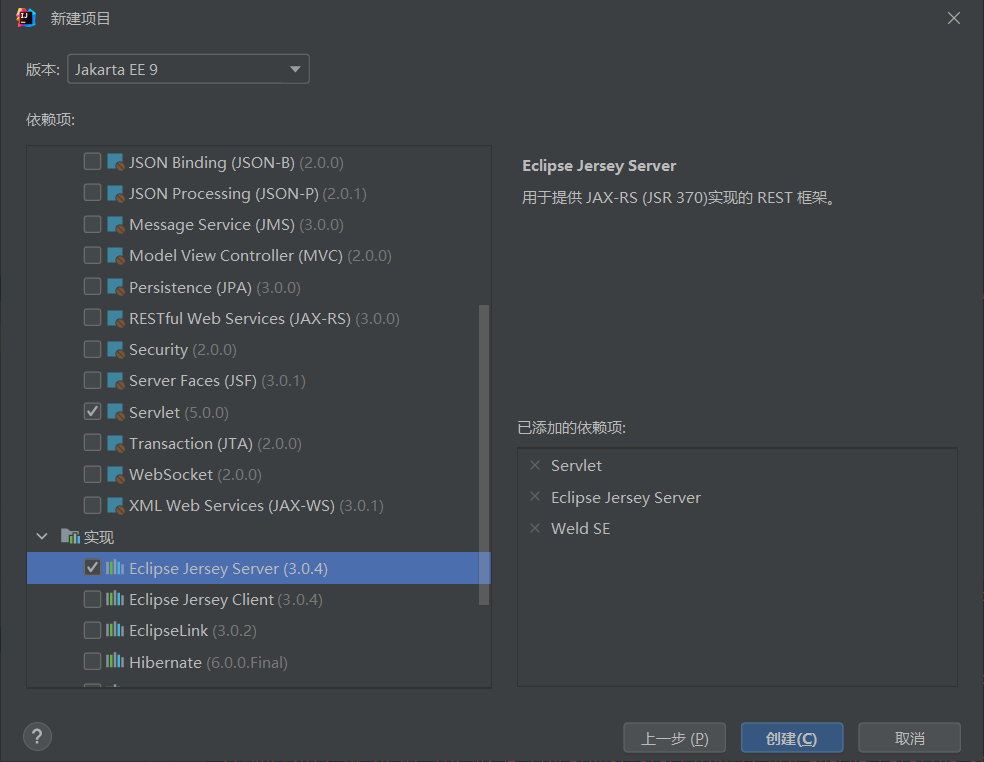 新建项目
版本: Jakarta EE 9
依赖项:
JSON Binding (JSON-B) (2.0.0)
JSON Processing (JSON-P) (2.0.1)
Message Service (JMS) (3.0.0)
Model View Controller (MVC) (2.0.0)
Persistence (JPA) (3.0.0)
RESTful Web Services (JAX-RS) (3.0.0)
Security (2.0.0)
Server Faces (JSF) (3.0.1)
Servlet (5.0.0)
Transaction (JTA) (2.0.0)
WebSocket (2.0.0)
XML Web Services (JAX-WS) (3.0.1)
实现
Eclipse Jersey Server (3.0.4)
Eclipse Jersey Client (3.0.4)
EclipseLink (3.0.2)
Hibernate (6.0.0.Final)
Eclipse Jersey Server
用于提供 JAX-RS (JSR 370)实现的 REST 框架。
已添加的依赖项:
Servlet
Eclipse Jersey Server
Weld SE
?
上一步 (P)
创建(C)
取消